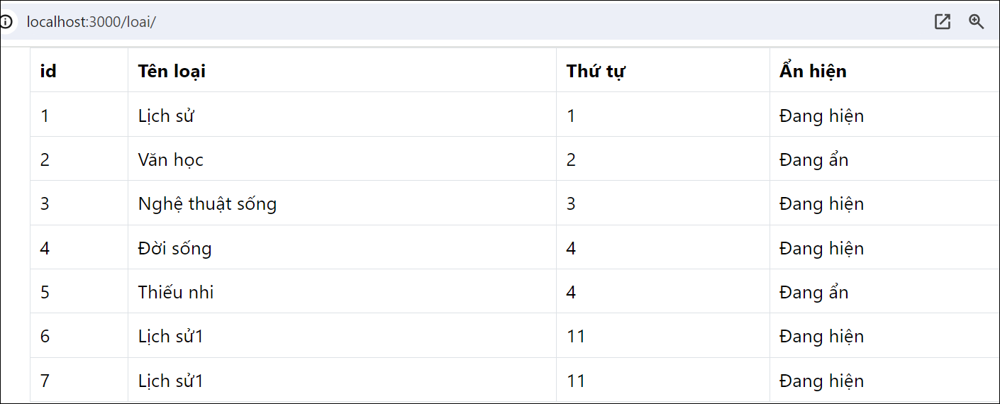 localhost:3000/loai/
id Tên loại Thứ tự Ẩn hiện
1 Lịch sử 1 Đang hiện
2 Văn học 2 Đang ẩn
3 Nghệ thuật sống 3 Đang hiện
4 Đời sống 4 Đang hiện
5 Thiếu nhi 4 Đang ẩn
6 Lịch sử1 11 Đang hiện
7 Lịch sử1 11 Đang hiện